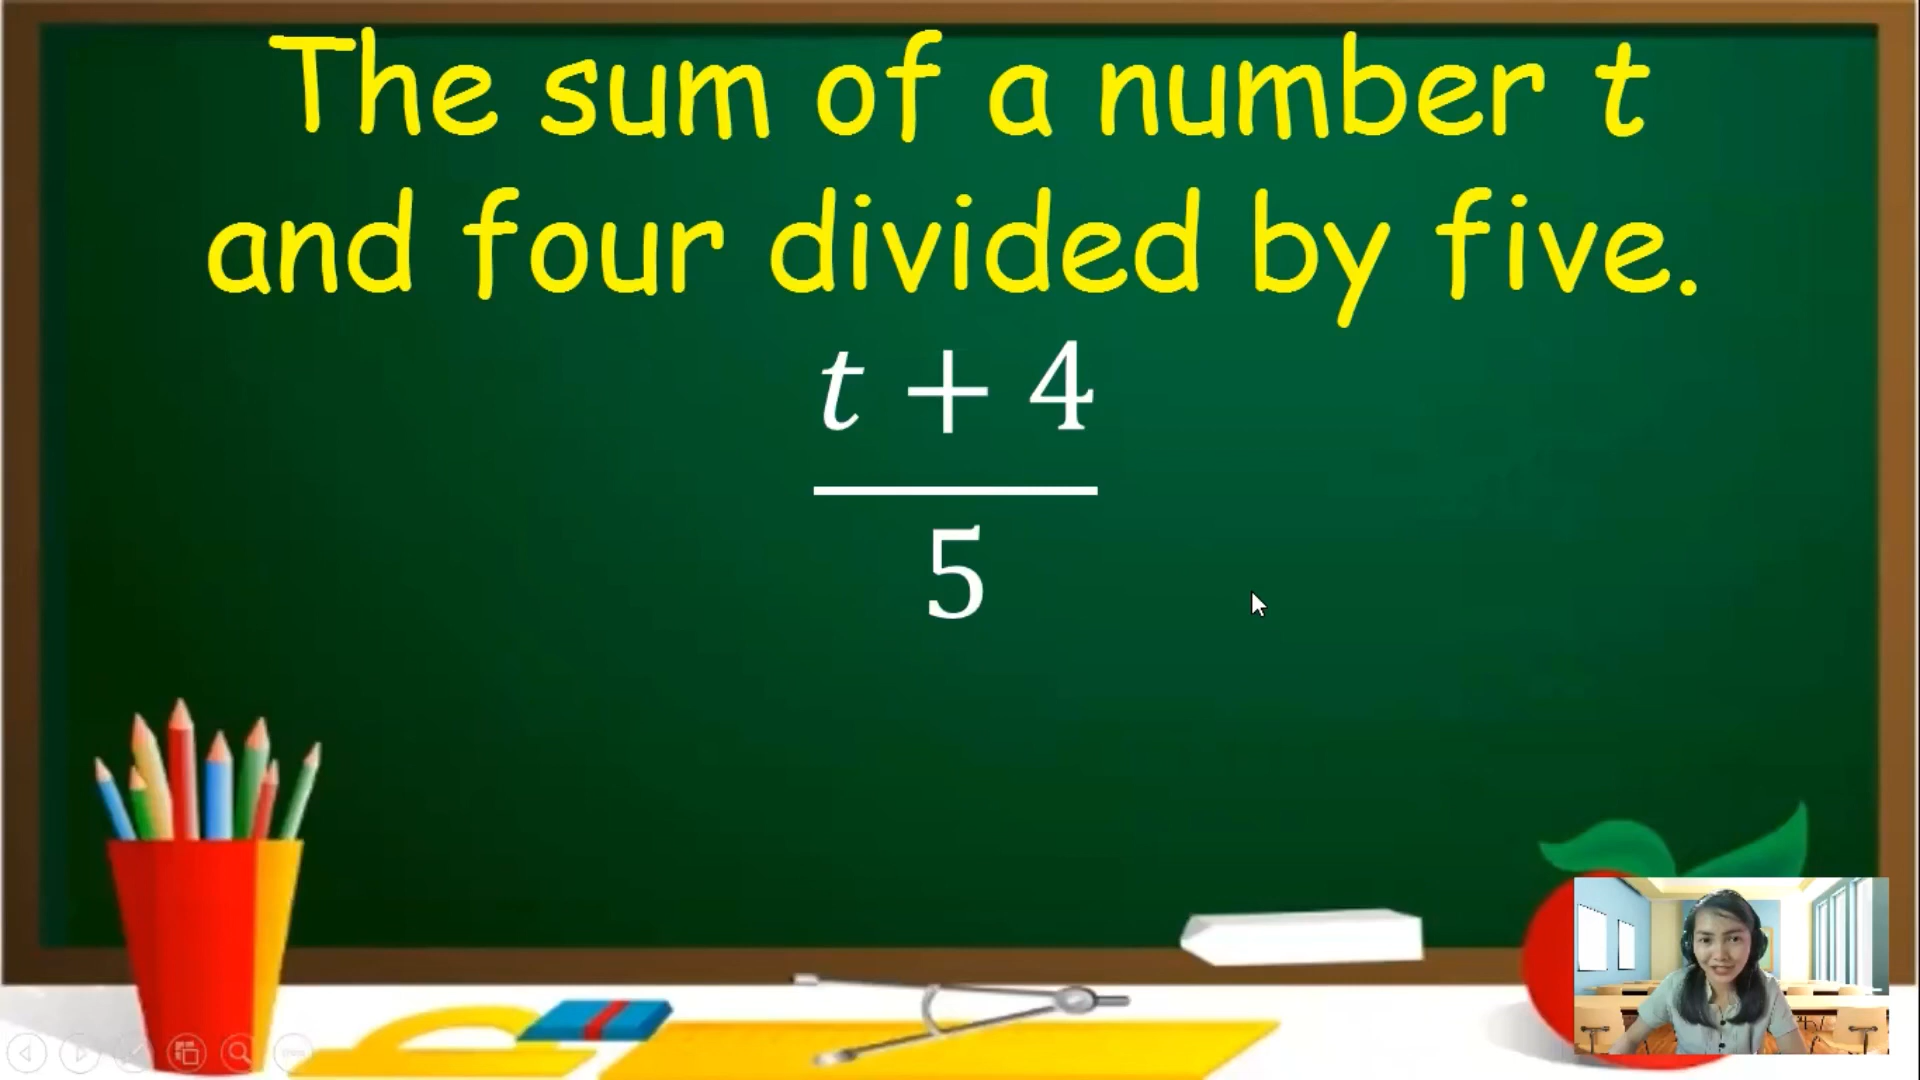 The sum of a number t
and four divided by five.
t + 4
5